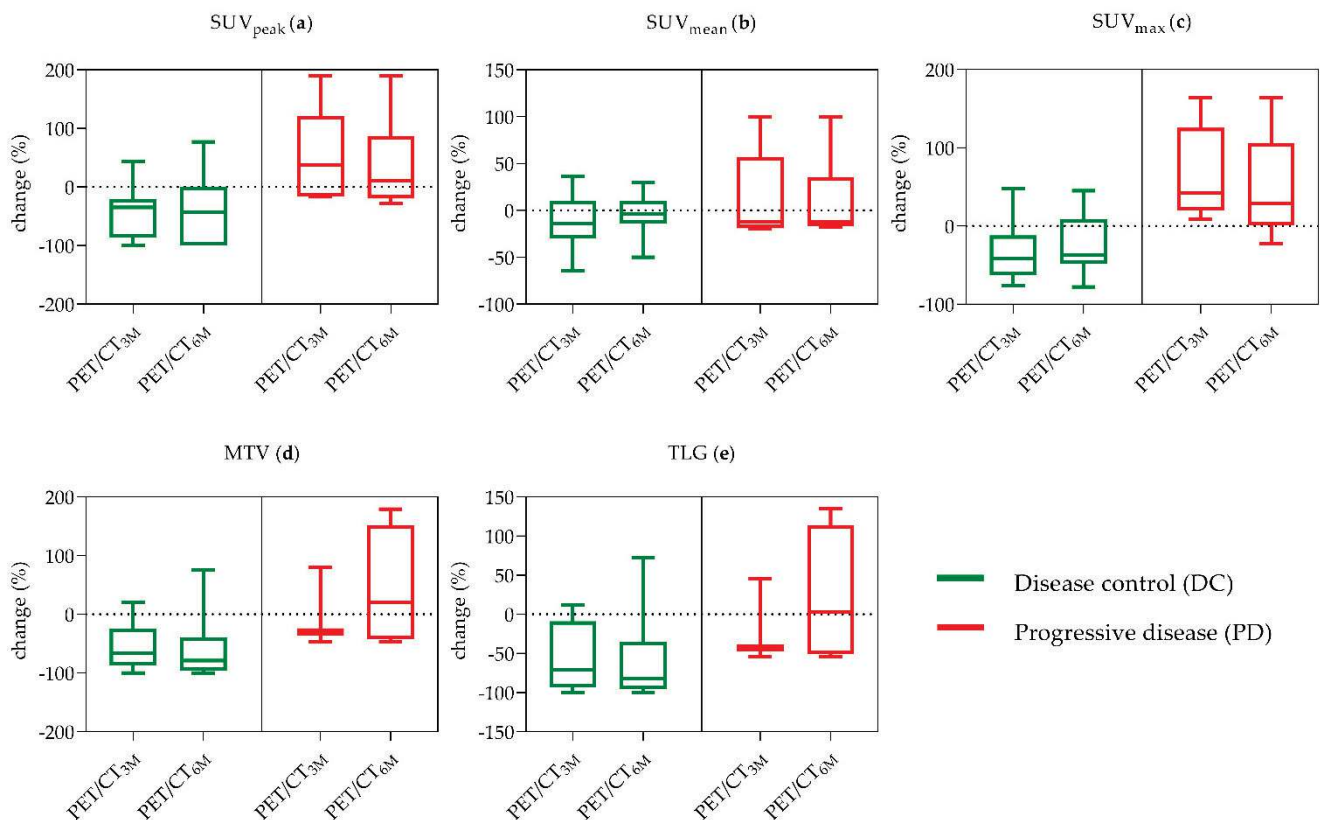 SUVpeak (a)
change (%)
200
100
0
-100
-200
PET/CT3M
PET/CT6M
PET/CT3M
PET/CT6M
SUVmean (b)
change (%)
150
100
50
0
-50
-100
PET/CT3M
PET/CT6M
PET/CT3M
PET/CT6M
SUVmax (c)
change (%)
200
100
0
-100
PET/CT3M
PET/CT6M
PET/CT3M
PET/CT6M
MTV (d)
change (%)
200
100
0
-100
-200
PET/CT3M
PET/CT6M
PET/CT3M
PET/CT6M
TLG (e)
change (%)
150
100
50
0
-50
-100
-150
PET/CT3M
PET/CT6M
PET/CT3M
PET/CT6M
Disease control (DC)
Progressive disease (PD)